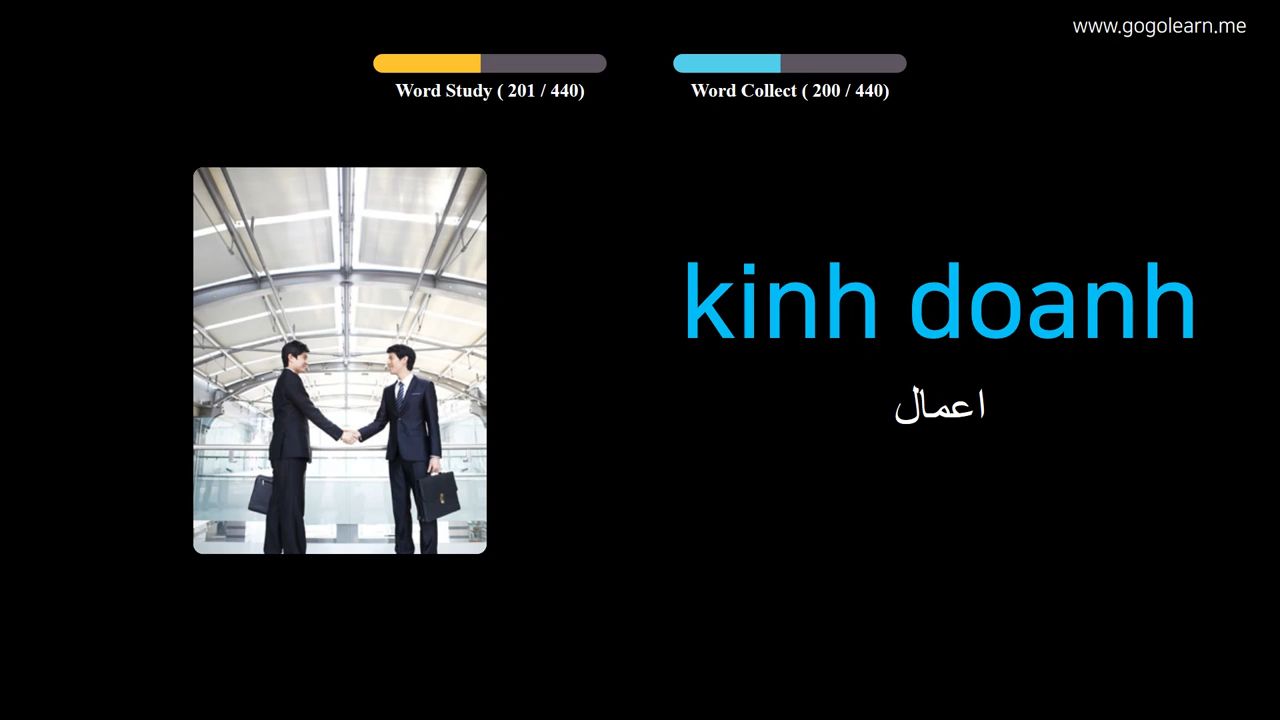 www.gogolearn.me
Word Study ( 201 / 440)
Word Collect ( 200 / 440)
kinh doanh
اعمال